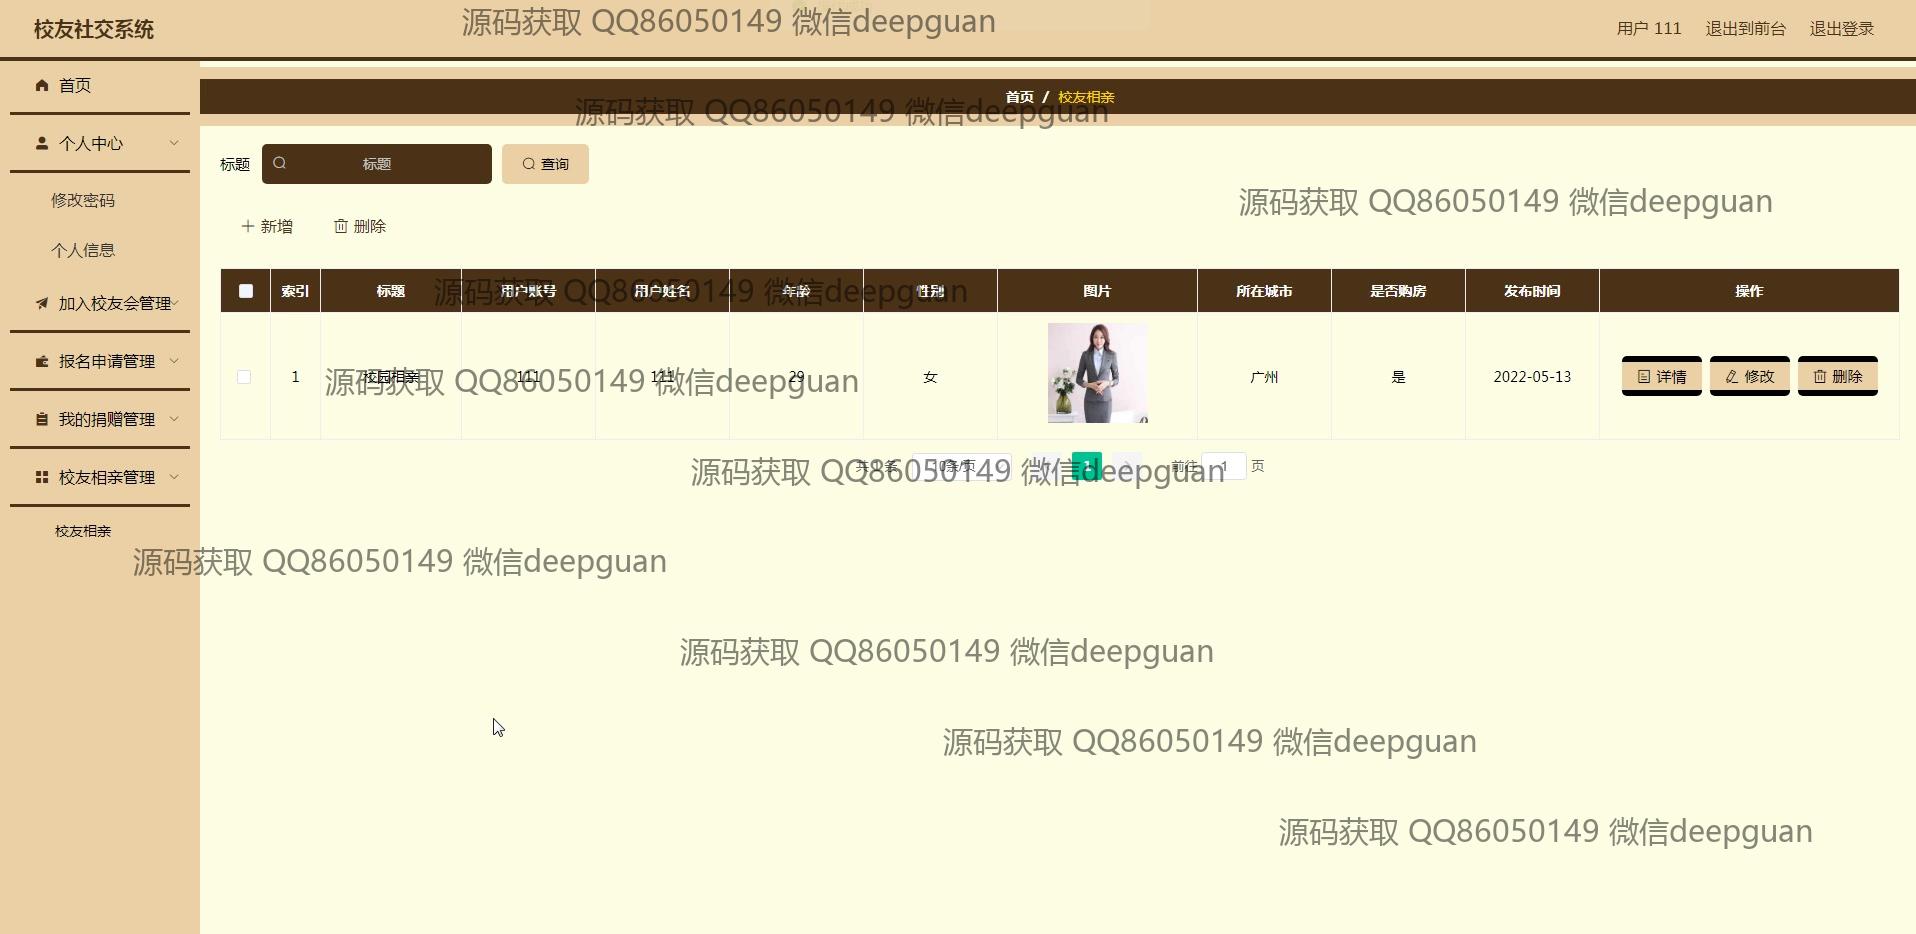 校友社交系统
用户 111 退出到前台 退出登录
源码获取 QQ86050149 微信deepguan
首页
首页 / 校友相亲
源码获取 QQ86050149 微信deepguan
个人中心
标题 标题 查询
修改密码
源码获取 QQ86050149 微信deepguan
新增 删除
个人信息
加入校友会管理
索引 标题 用户账号 用户姓名 年龄 性别 图片 所在城市 是否购房 发布时间 操作
源码获取 QQ86050149 微信deepguan
报名申请管理
1 校园相亲 111 111 29 女 广州 是 2022-05-13 详情 修改 删除
源码获取 QQ86050149 微信deepguan
我的捐赠管理
共 1 条 10条/页 1 前往 1 页
源码获取 QQ86050149 微信deepguan
校友相亲管理
校友相亲
源码获取 QQ86050149 微信deepguan
源码获取 QQ86050149 微信deepguan
源码获取 QQ86050149 微信deepguan
源码获取 QQ86050149 微信deepguan